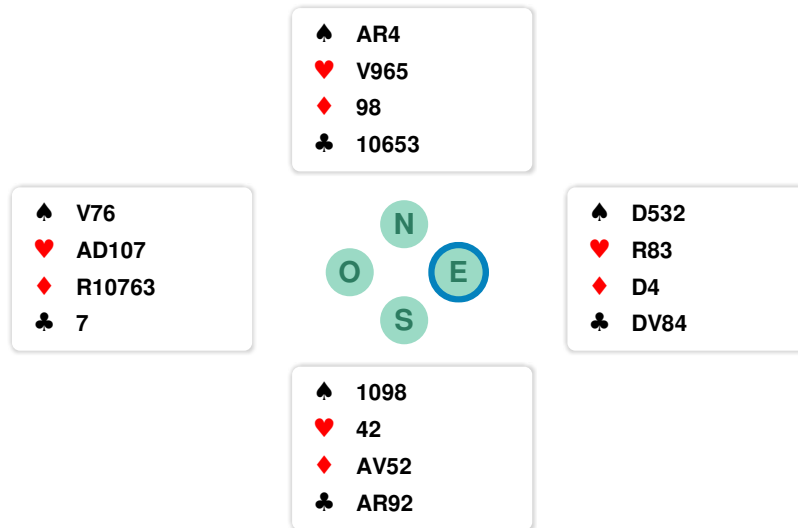 ♠ AR4
♥ V965
♦ 98
♣ 10653
♠ V76
♥ AD107
♦ R10763
♣ 7
N
O E
S
♠ D532
♥ R83
♦ D4
♣ DV84
♠ 1098
♥ 42
♦ AV52
♣ AR92